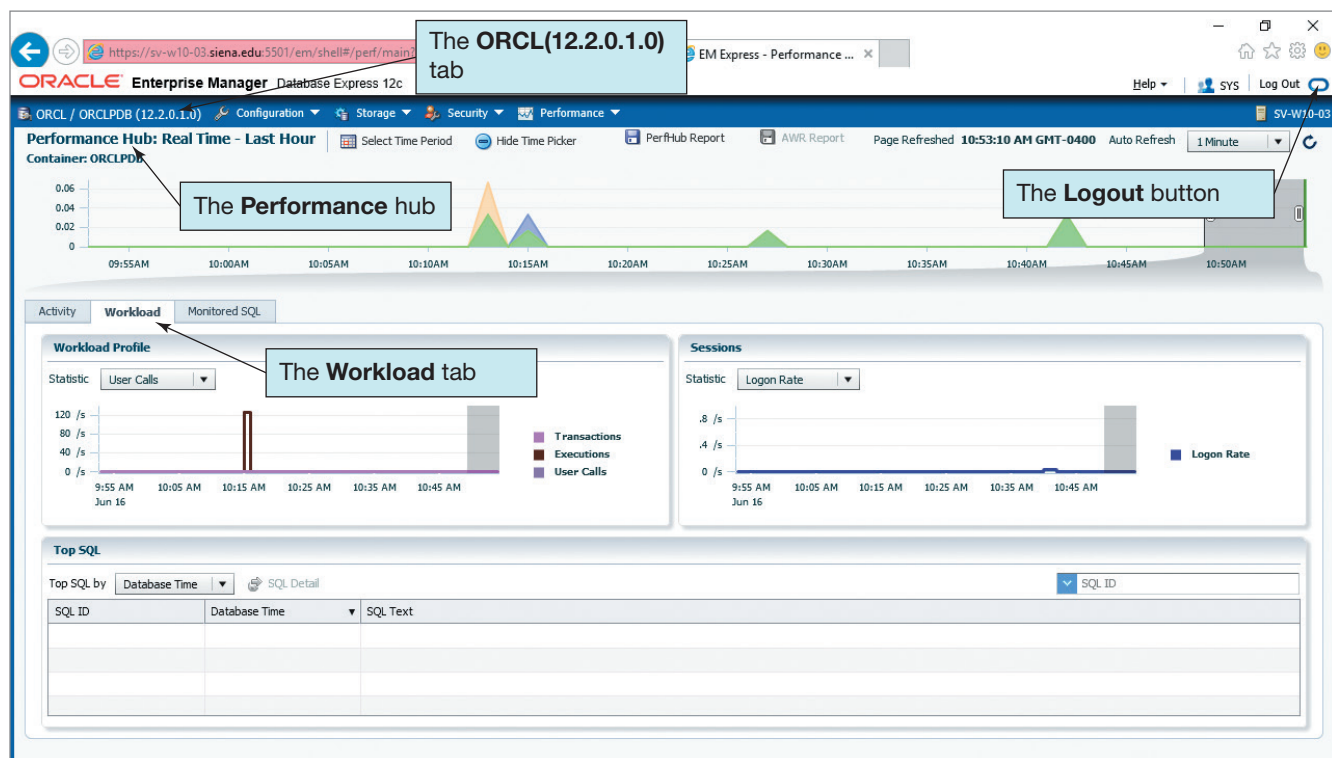 https://sv-w10-03.siena.edu:5501/em/shell#/perf/main?
EM Express - Performance ...
The ORCL(12.2.0.1.0)
tab
ORACLE Enterprise Manager Database Express 12c
Help
SYS
Log Out
ORCL / ORCLPDB (12.2.0.1.0)
Configuration
Storage
Security
Performance
SV-W10-03
Performance Hub: Real Time - Last Hour
Select Time Period
Hide Time Picker
PerfHub Report
AWR Report
Page Refreshed 10:53:10 AM GMT-0400
Auto Refresh
1 Minute
Container: ORCLPDB
The Performance hub
The Logout button
0.06
0.04
0.02
0
09:55AM 10:00AM 10:05AM 10:10AM 10:15AM 10:20AM 10:25AM 10:30AM 10:35AM 10:40AM 10:45AM 10:50AM
Activity
Workload
Monitored SQL
The Workload tab
Workload Profile
Statistic User Calls
120 /s
80 /s
40 /s
0 /s
9:55 AM 10:05 AM 10:15 AM 10:25 AM 10:35 AM 10:45 AM
Jun 16
Transactions
Executions
User Calls
Sessions
Statistic Logon Rate
.8 /s
.4 /s
0 /s
9:55 AM 10:05 AM 10:15 AM 10:25 AM 10:35 AM 10:45 AM
Jun 16
Logon Rate
Top SQL
Top SQL by Database Time
SQL Detail
SQL ID
SQL ID Database Time SQL Text